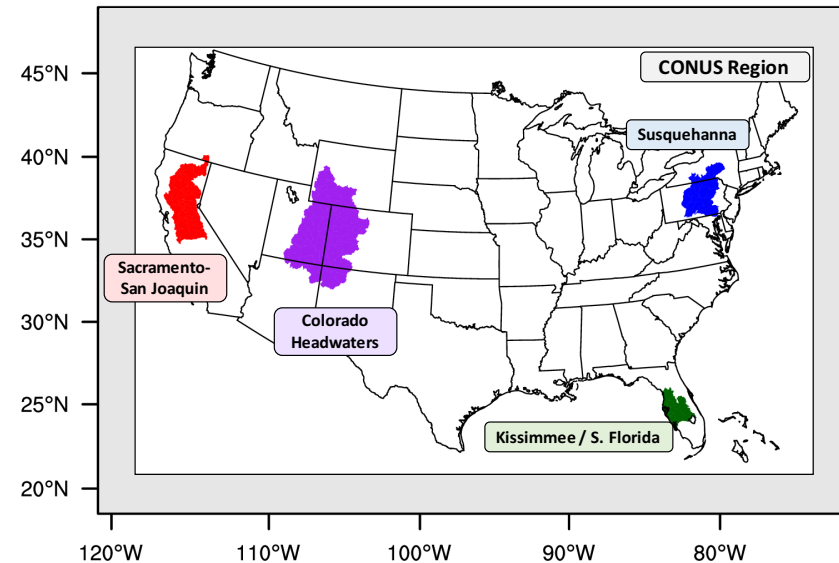 45°N
CONUS Region
Susquehanna
40°N
35°N
Sacramento-
San Joaquin
30°N
Colorado
Headwaters
25°N
Kissimmee / S. Florida
20°N
120°W
110°W
100°W
90°W
80°W